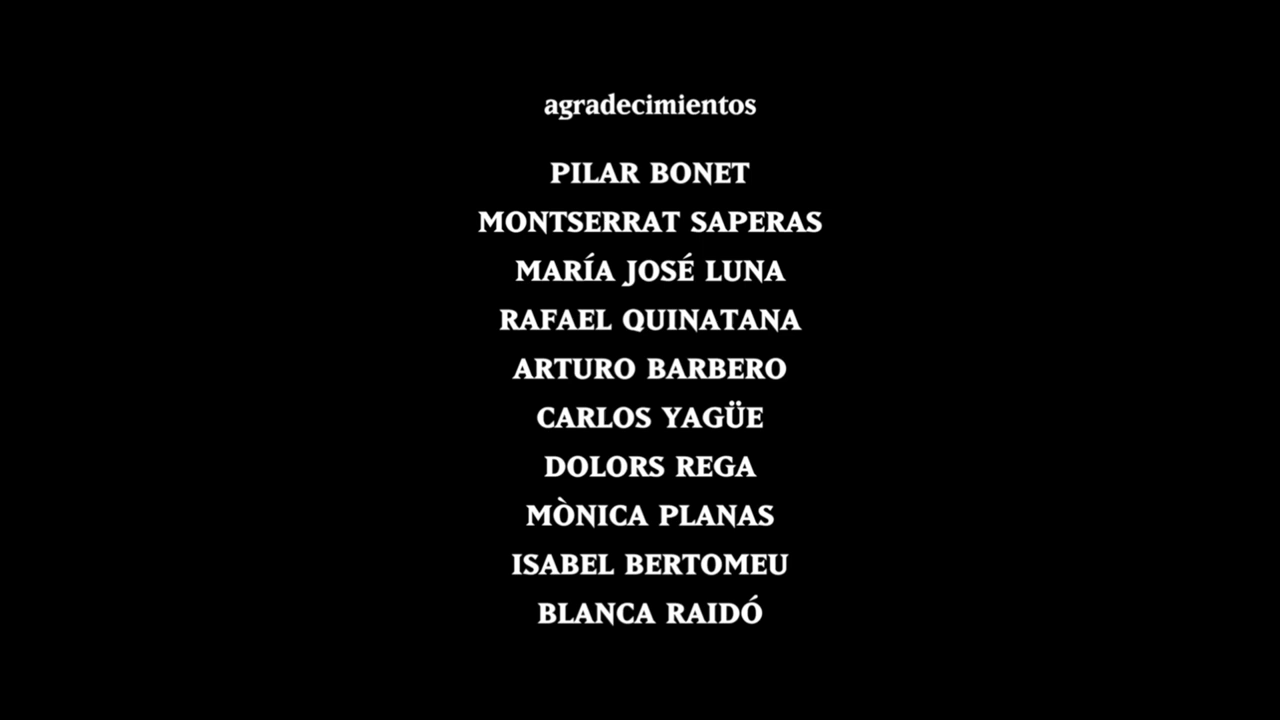 agradecimientos
PILAR BONET
MONTSERRAT SAPERAS
MARÍA JOSÉ LUNA
RAFAEL QUINATANA
ARTURO BARBERO
CARLOS YAGÜE
DOLORS REGA
MÒNICA PLANAS
ISABEL BERTOMEU
BLANCA RAIDÓ